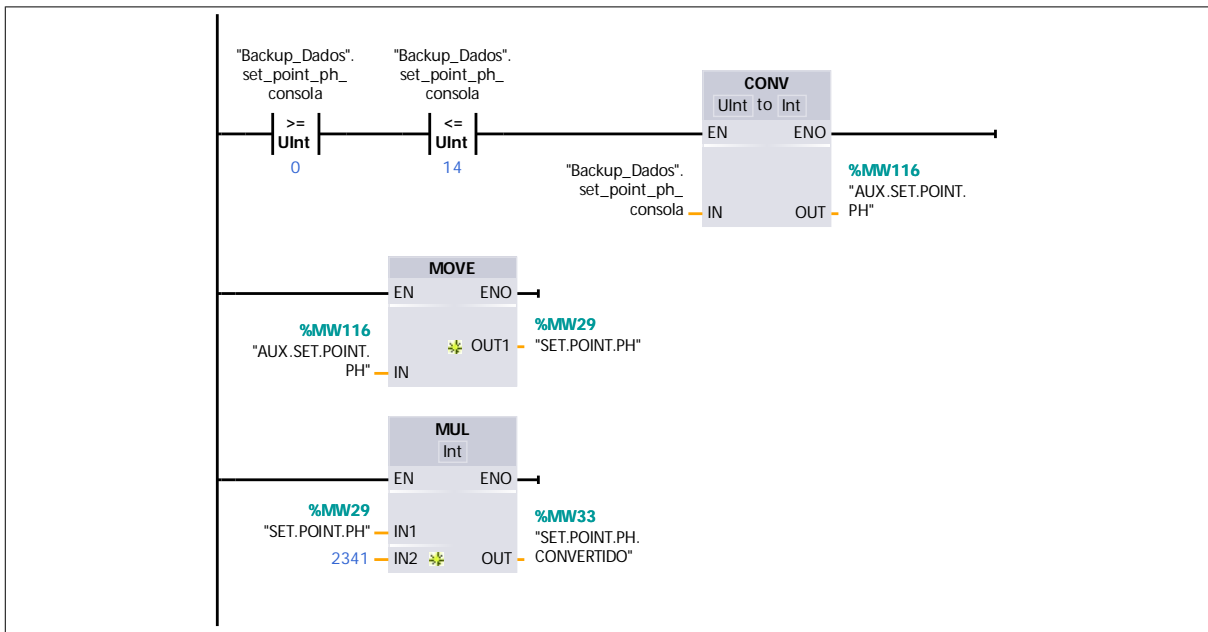 "Backup_Dados".
set_point_ph_
consola
>=
UInt
0
"Backup_Dados".
set_point_ph_
consola
<=
UInt
14
CONV
UInt to Int
EN ENO
"Backup_Dados".
set_point_ph_
consola
IN OUT
%MW116
"AUX.SET.POINT.
PH"
MOVE
EN ENO
%MW116
"AUX.SET.POINT.
PH"
IN
OUT1
%MW29
"SET.POINT.PH"
MUL
Int
EN ENO
%MW29
"SET.POINT.PH" IN1
2341 IN2 OUT
%MW33
"SET.POINT.PH.
CONVERTIDO"